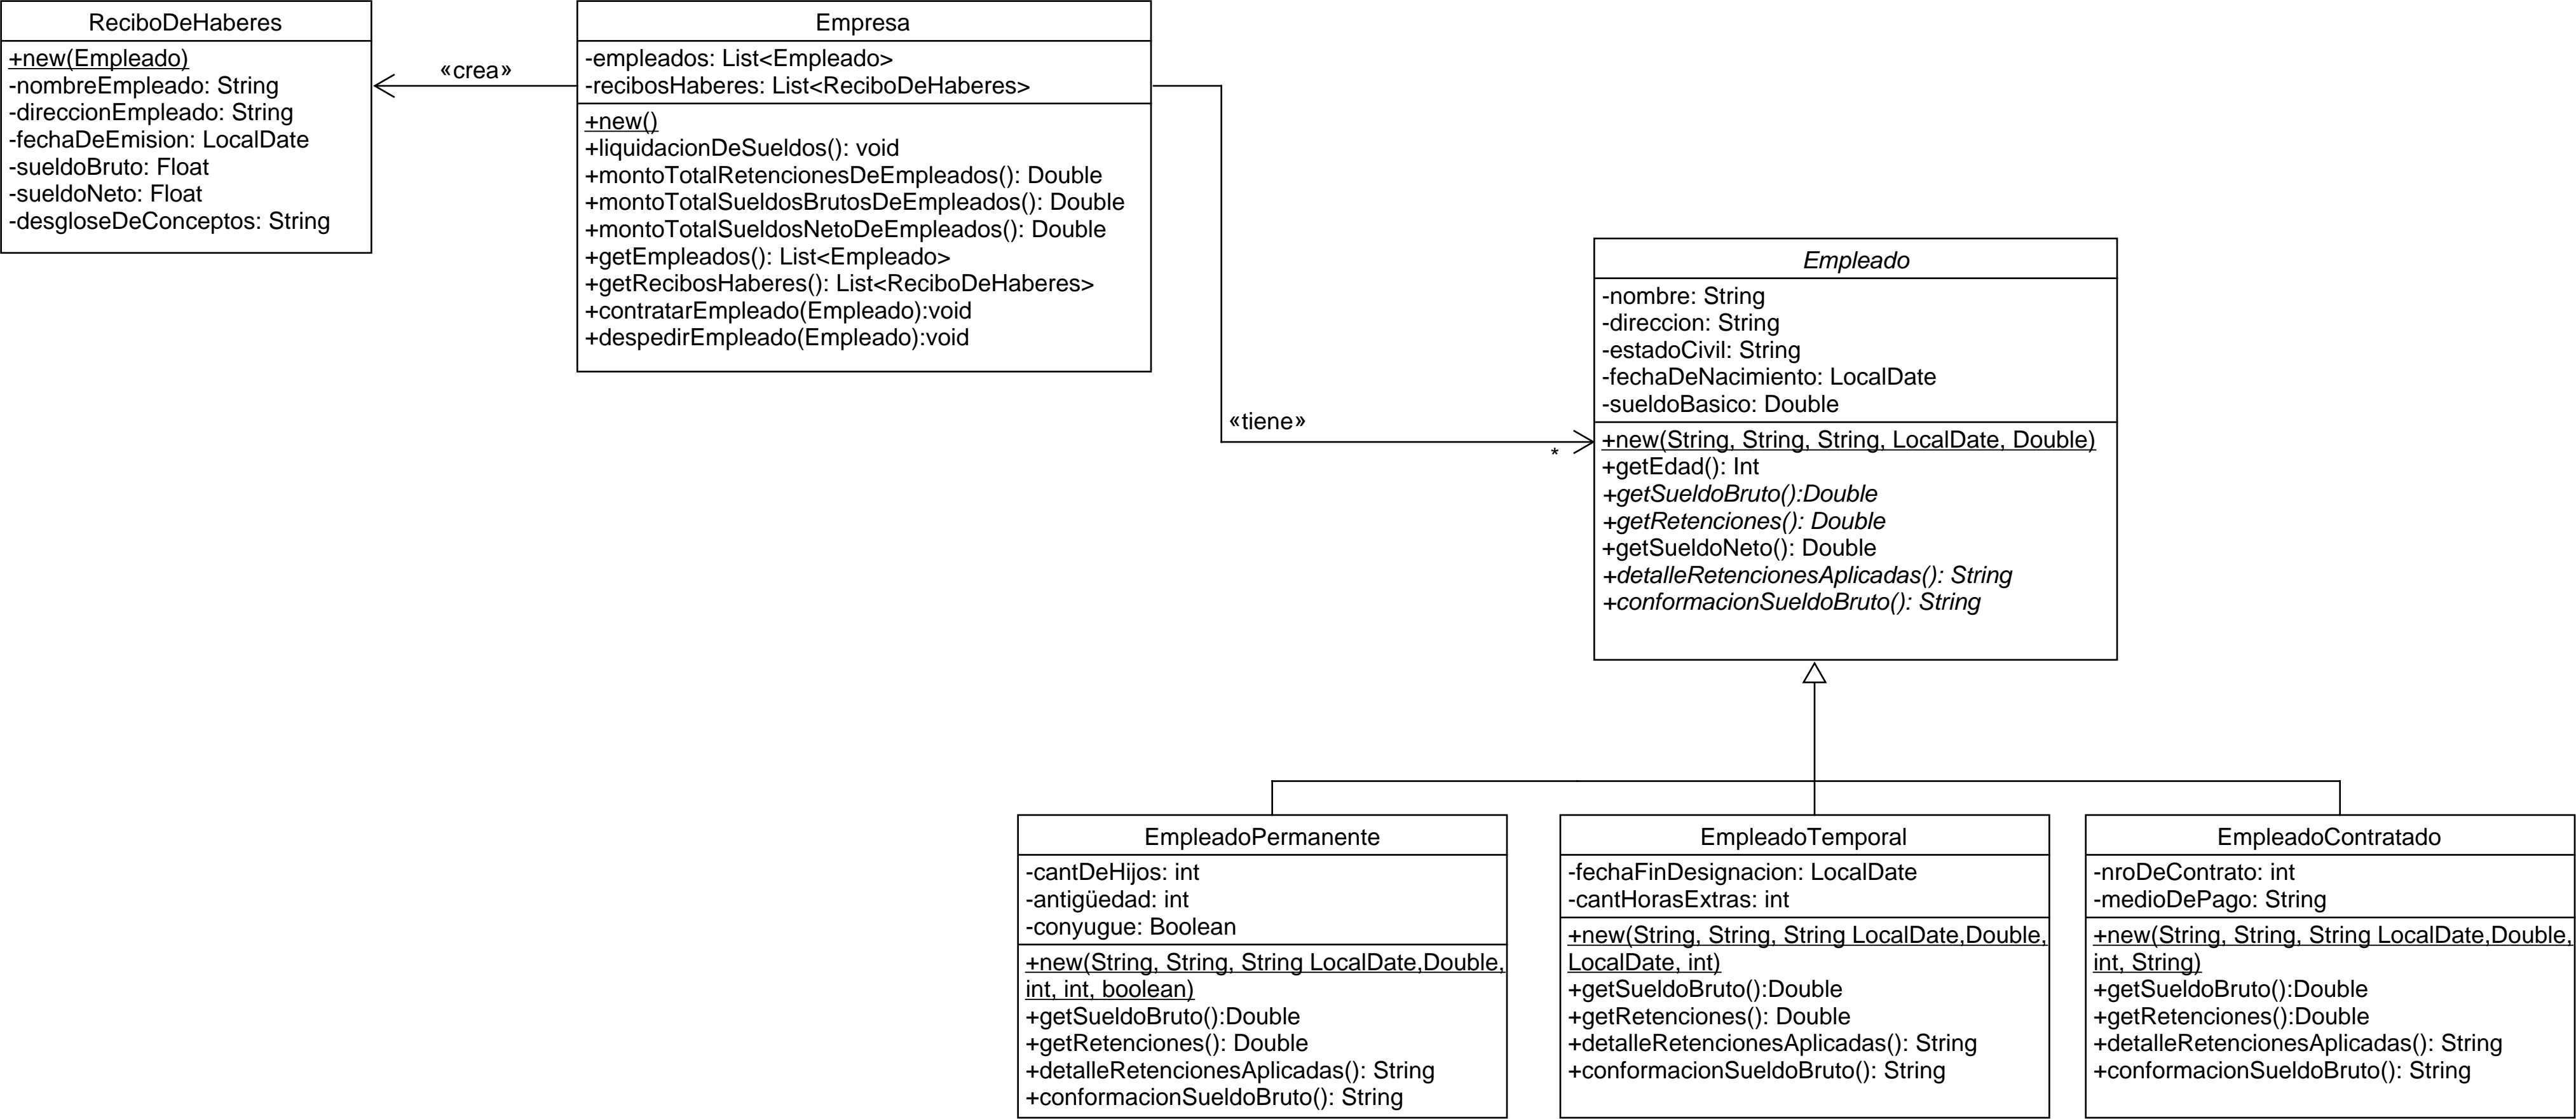 ReciboDeHaberes
+new(Empleado)
-nombreEmpleado: String
-direccionEmpleado: String
-fechaDeEmision: LocalDate
-sueldoBruto: Float
-sueldoNeto: Float
-desgloseDeConceptos: String
«crea»
Empresa
-empleados: List<Empleado>
-recibosHaberes: List<ReciboDeHaberes>
+new()
+liquidacionDeSueldos(): void
+montoTotalRetencionesDeEmpleados(): Double
+montoTotalSueldosBrutosDeEmpleados(): Double
+montoTotalSueldosNetoDeEmpleados(): Double
+getEmpleados(): List<Empleado>
+getRecibosHaberes(): List<ReciboDeHaberes>
+contratarEmpleado(Empleado):void
+despedirEmpleado(Empleado):void
«tiene»
*
Empleado
-nombre: String
-direccion: String
-estadoCivil: String
-fechaDeNacimiento: LocalDate
-sueldoBasico: Double
+new(String, String, String, LocalDate, Double)
+getEdad(): Int
+getSueldoBruto():Double
+getRetenciones(): Double
+getSueldoNeto(): Double
+detalleRetencionesAplicadas(): String
+conformacionSueldoBruto(): String
EmpleadoPermanente
-cantDeHijos: int
-antigüedad: int
-conyugue: Boolean
+new(String, String, String LocalDate,Double,
int, int, boolean)
+getSueldoBruto():Double
+getRetenciones(): Double
+detalleRetencionesAplicadas(): String
+conformacionSueldoBruto(): String
EmpleadoTemporal
-fechaFinDesignacion: LocalDate
-cantHorasExtras: int
+new(String, String, String LocalDate,Double,
LocalDate, int)
+getSueldoBruto():Double
+getRetenciones(): Double
+detalleRetencionesAplicadas(): String
+conformacionSueldoBruto(): String
EmpleadoContratado
-nroDeContrato: int
-medioDePago: String
+new(String, String, String LocalDate,Double,
int, String)
+getSueldoBruto():Double
+getRetenciones():Double
+detalleRetencionesAplicadas(): String
+conformacionSueldoBruto(): String